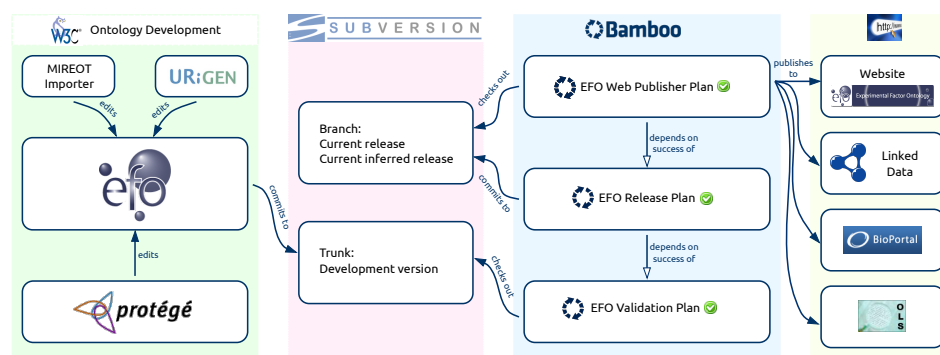 W3C® Ontology Development
MIREOT
Importer
URiGEN
edits
edits
efo
edits
protégé
commits to
SUBVERSION
Branch:
Current release
Current inferred release
Trunk:
Development version
checks out
commits to
checks out
Bamboo
EFO Web Publisher Plan
depends on
success of
EFO Release Plan
depends on
success of
EFO Validation Plan
publishes
to
http:
Website
efo Experimental Factor Ontology
Linked
Data
BioPortal
O
L
S